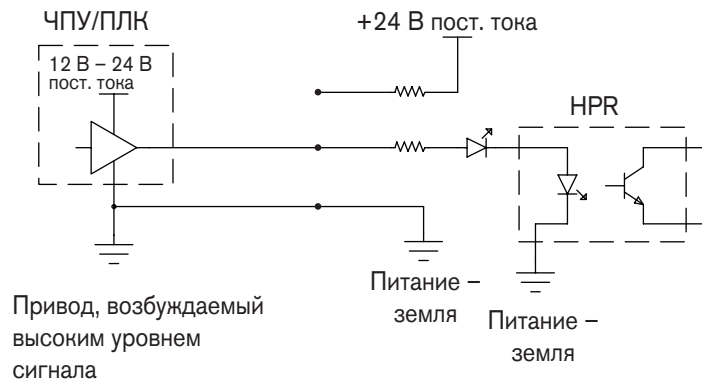 ЧПУ/ПЛК
12 В – 24 В
пост. тока
+24 В пост. тока
HPR
Питание –
земля
Питание –
земля
Привод, возбуждаемый
высоким уровнем
сигнала